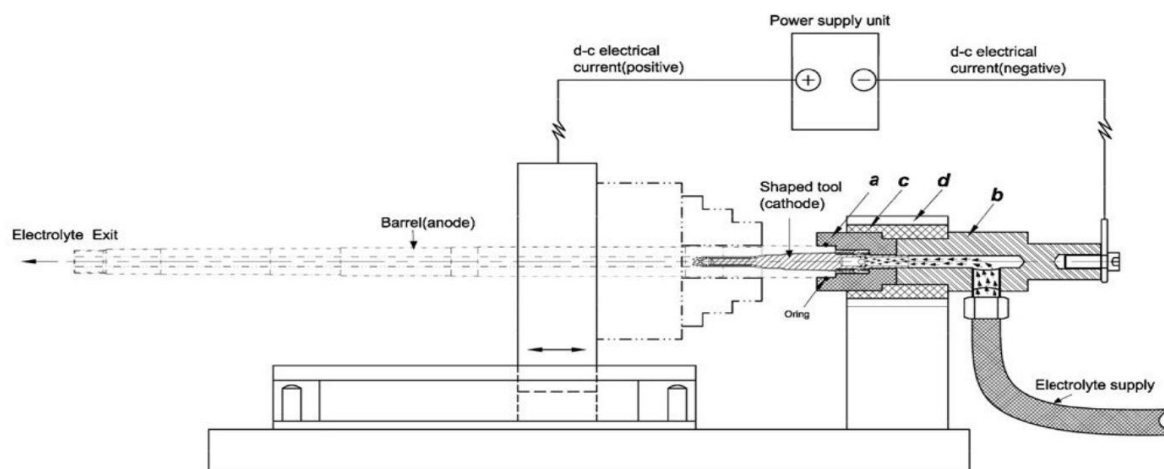 Power supply unit
d-c electrical
current(positive)
d-c electrical
current(negative)
+
−
Shaped tool
(cathode)
a
c
d
b
Barrel(anode)
Electrolyte Exit
Oring
Electrolyte supply